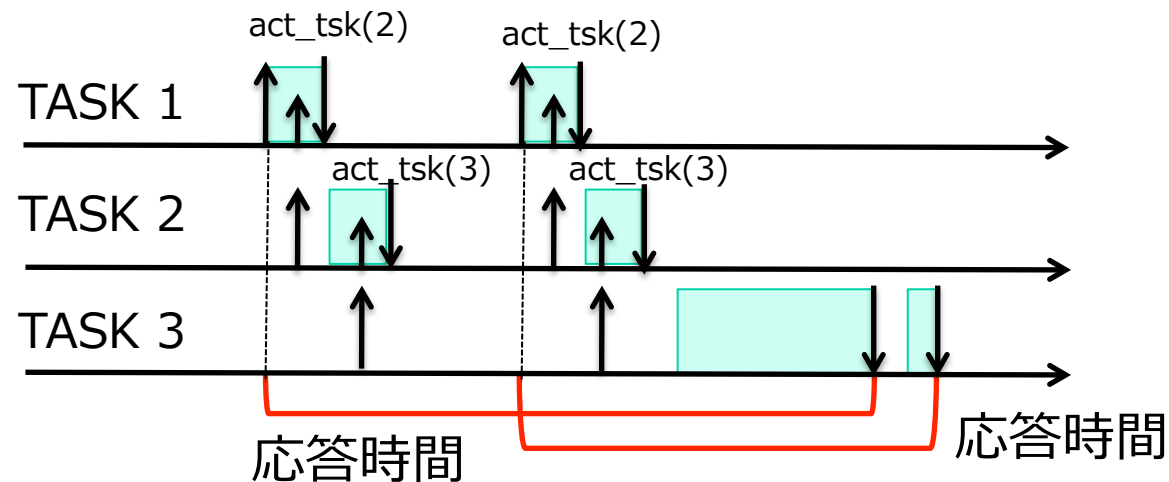 act_tsk(2)
act_tsk(2)
TASK 1
act_tsk(3)
act_tsk(3)
TASK 2
TASK 3
応答時間
応答時間